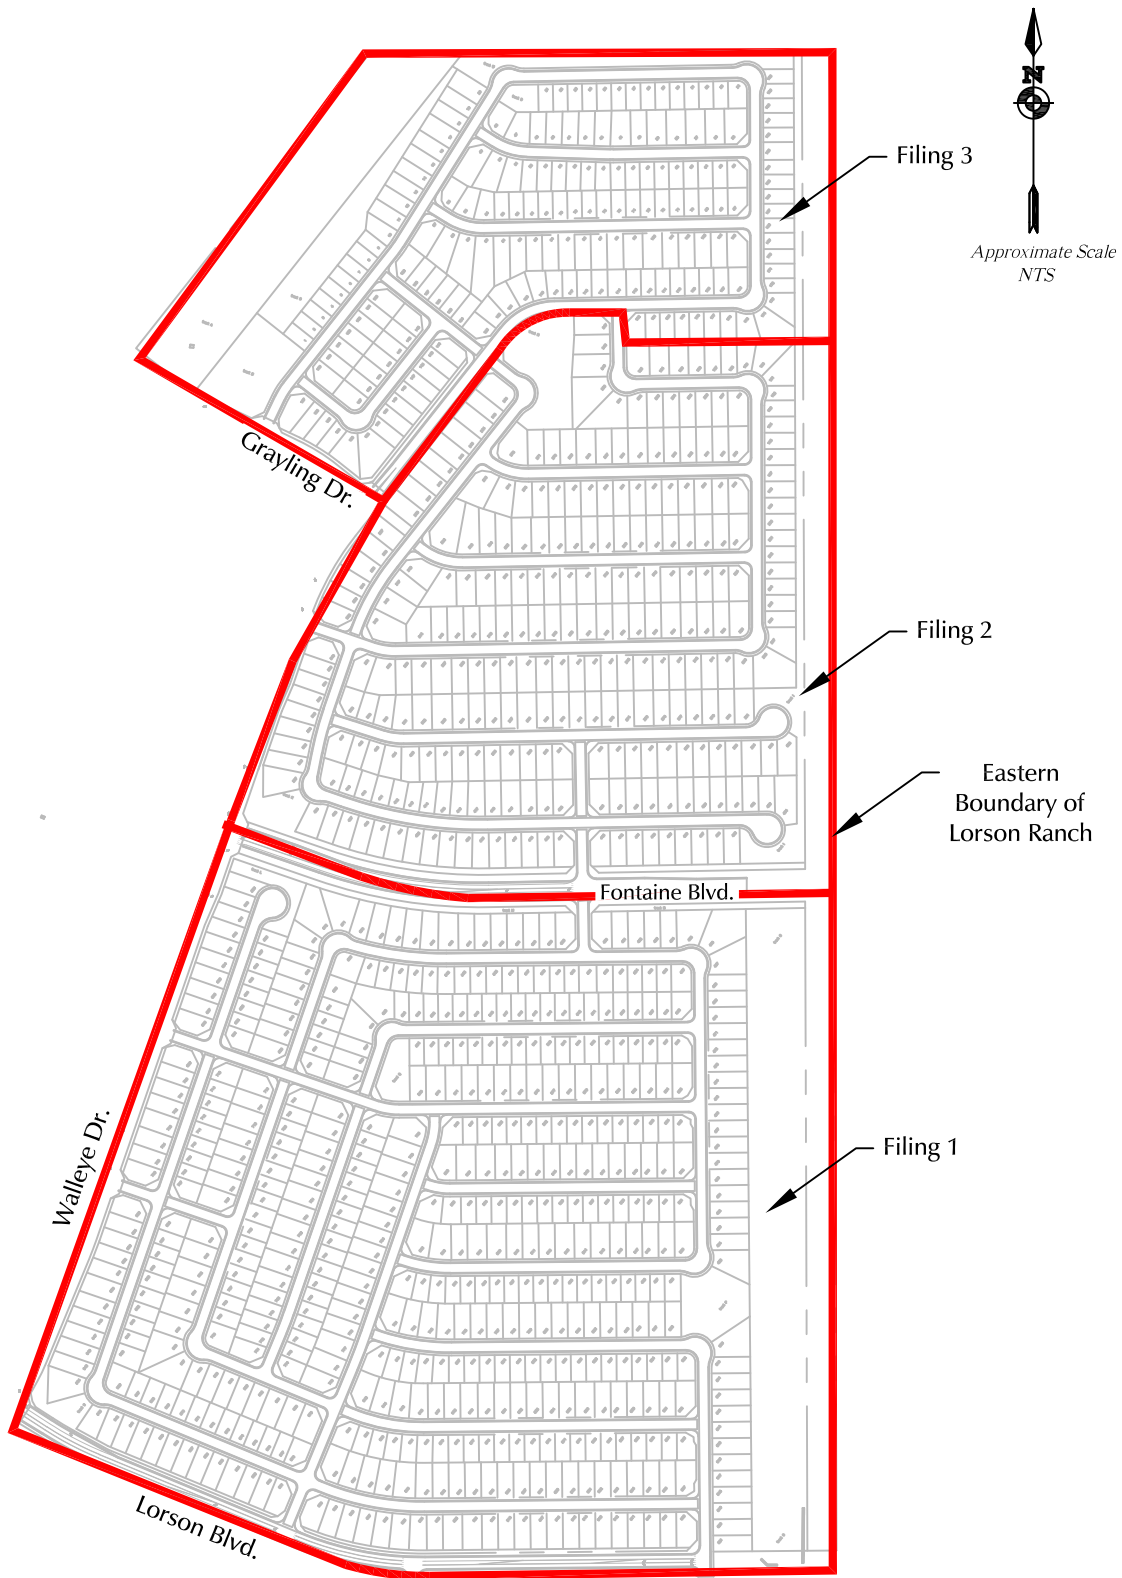 N
Filing 3
Approximate Scale
NTS
Grayling Dr.
Filing 2
Eastern
Boundary of
Lorson Ranch
Fontaine Blvd.
Filing 1
Walleye Dr.
Lorson Blvd.